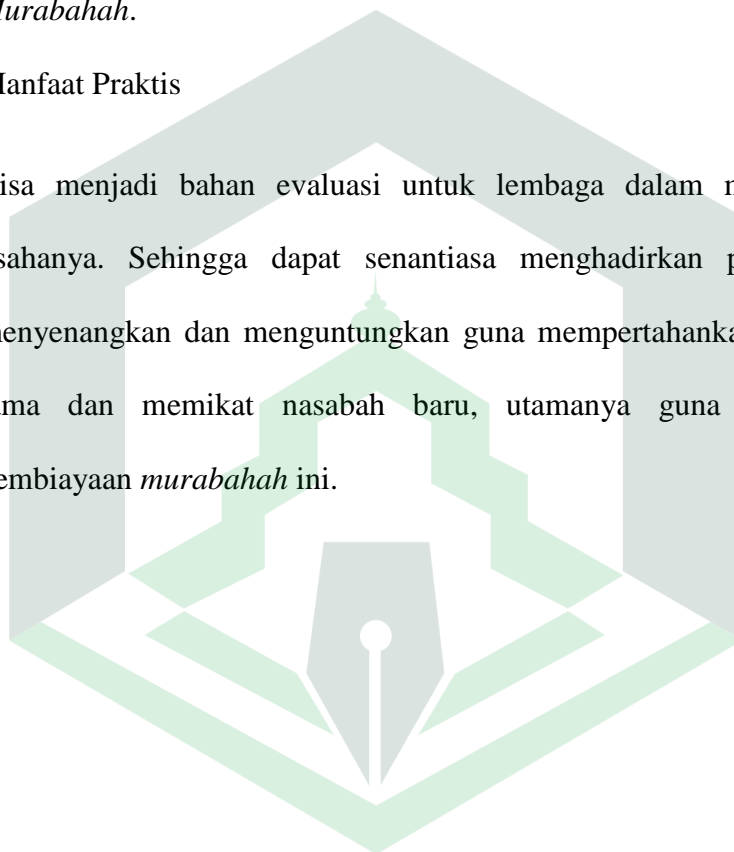 Murabahah.
Manfaat Praktis
isa menjadi bahan evaluasi untuk lembaga dalam
sahanya. Sehingga dapat senantiasa menghadirkan
menyenangkan dan menguntungkan guna mempertahanka
ama dan memikat nasabah baru, utamanya guna
embiayaan murabahah ini.